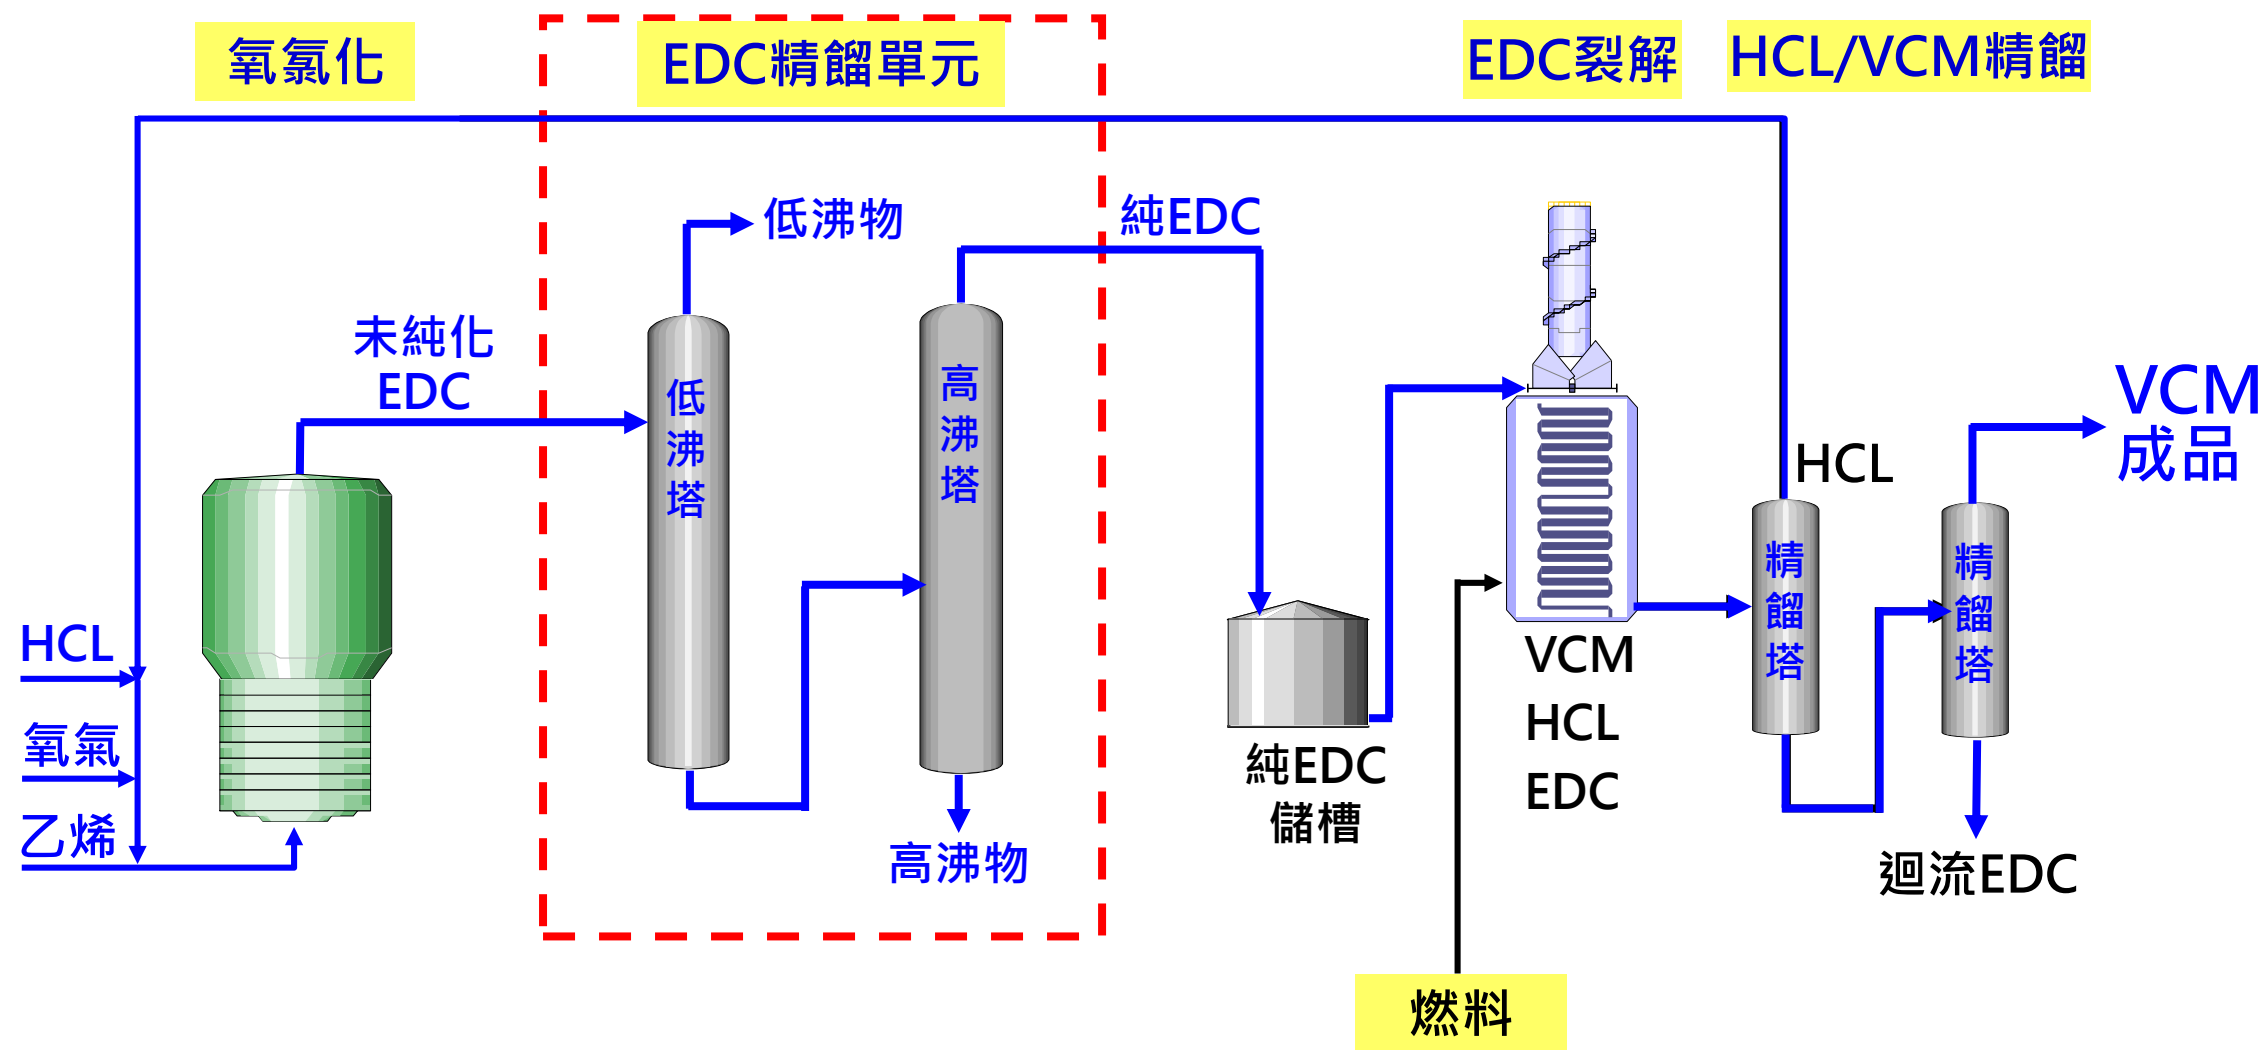 氧氯化
EDC精餾單元
EDC裂解
HCL/VCM精餾
低沸物
純EDC
未純化
EDC
低沸塔
高沸塔
VCM
成品
HCL
精餾塔
精餾塔
HCL
氧氣
乙烯
VCM
HCL
EDC
純EDC
儲槽
高沸物
迴流EDC
燃料